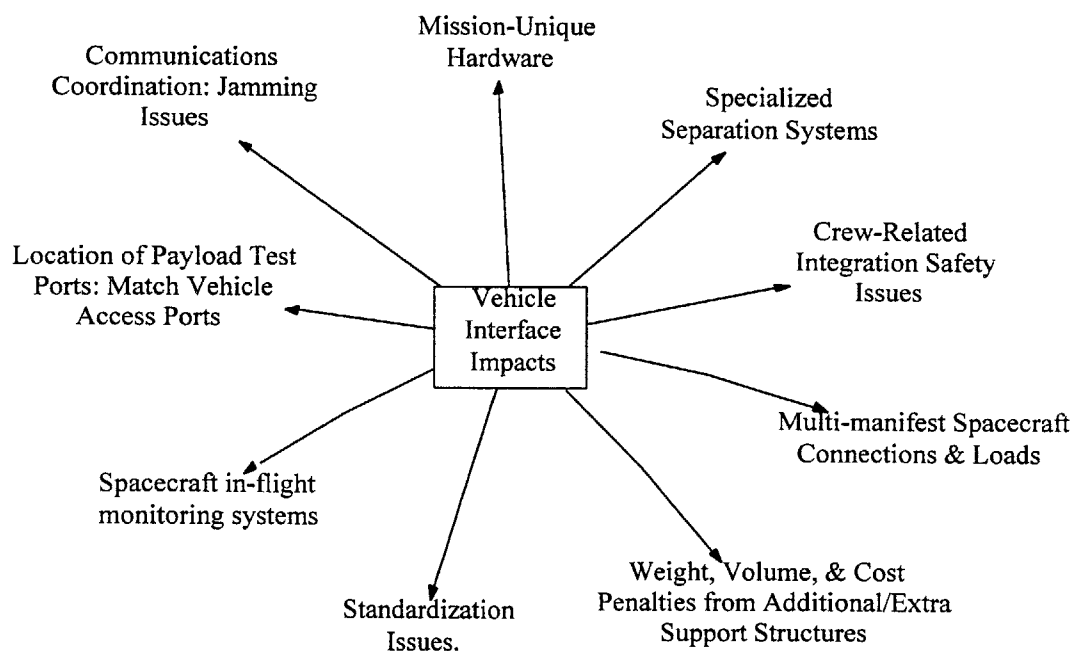 Mission-Unique
Hardware
Communications
Coordination: Jamming
Issues
Specialized
Separation Systems
Location of Payload Test
Ports: Match Vehicle
Access Ports
Crew-Related
Integration Safety
Issues
Vehicle
Interface
Impacts
Multi-manifest Spacecraft
Connections & Loads
Spacecraft in-flight
monitoring systems
Weight, Volume, & Cost
Penalties from Additional/Extra
Support Structures
Standardization
Issues.